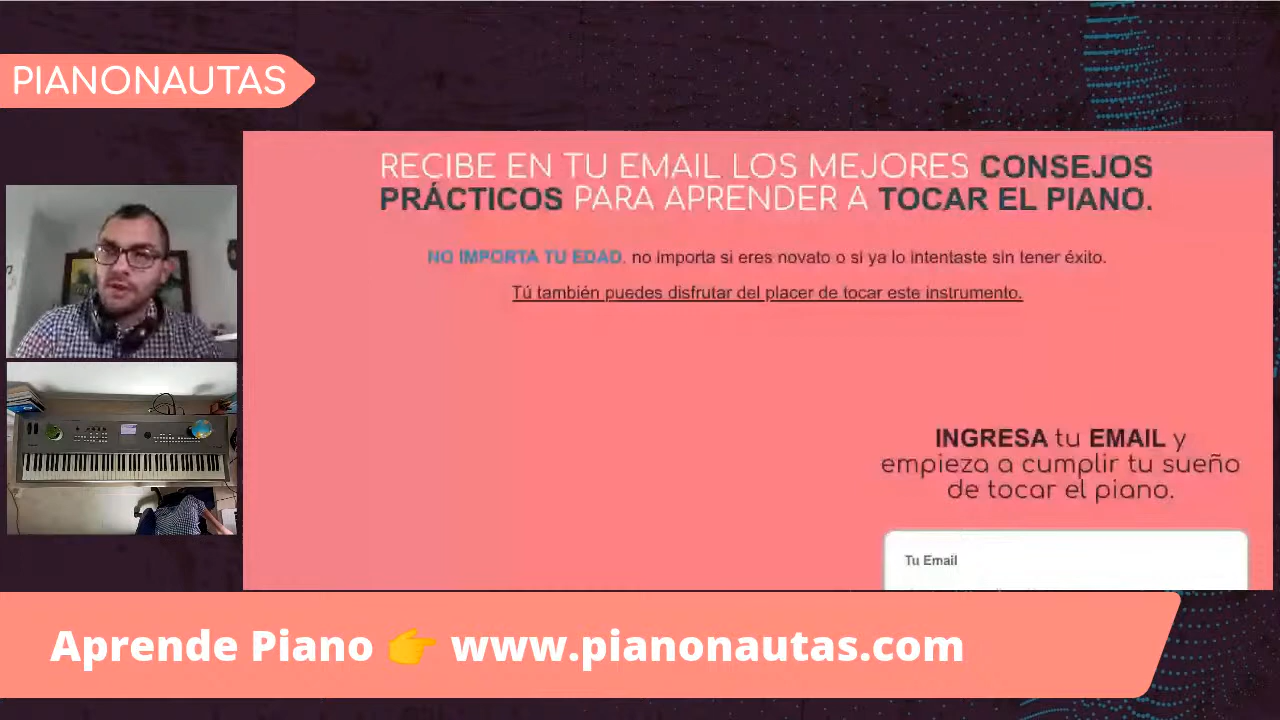 PIANONAUTAS
RECIBE EN TU EMAIL LOS MEJORES CONSEJOS
PRÁCTICOS PARA APRENDER A TOCAR EL PIANO.
NO IMPORTA TU EDAD, no importa si eres novato o si ya lo intentaste sin tener éxito.
Tú también puedes disfrutar del placer de tocar este instrumento.
INGRESA tu EMAIL y
empieza a cumplir tu sueño
de tocar el piano.
Tu Email
Aprende Piano 👉 www.pianonautas.com